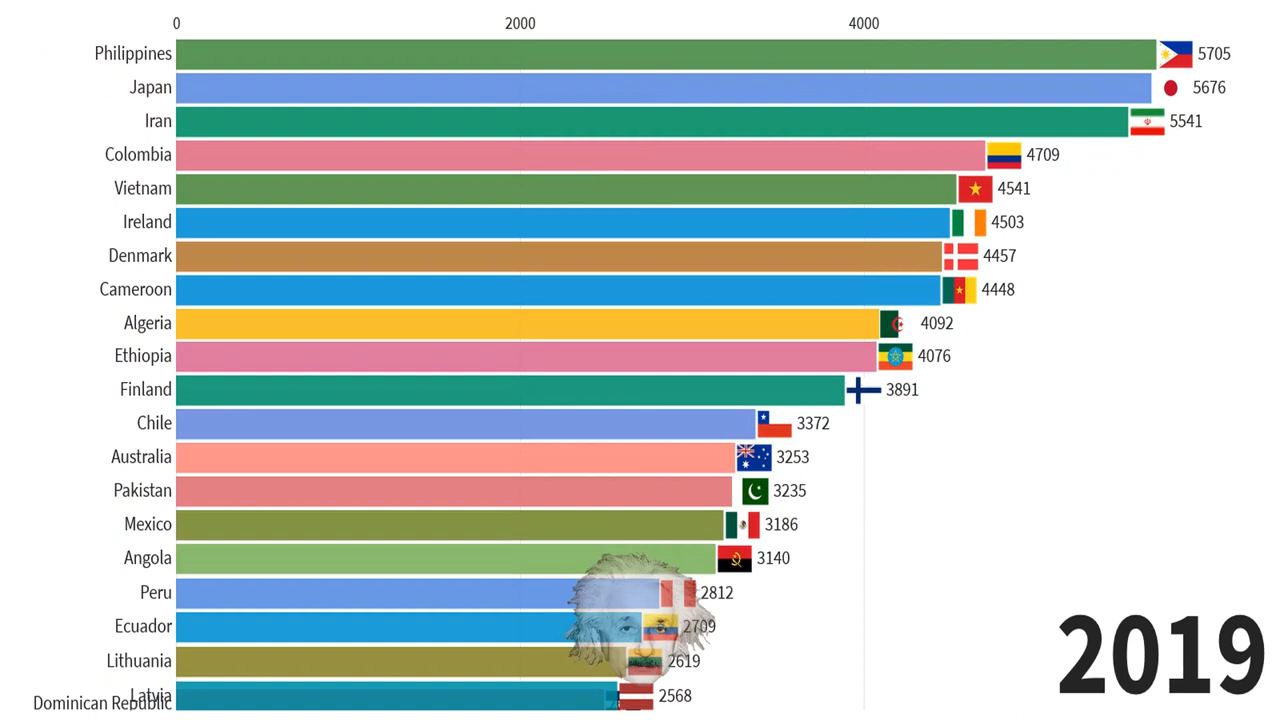 0 2000 4000
Philippines 5705
Japan 5676
Iran 5541
Colombia 4709
Vietnam 4541
Ireland 4503
Denmark 4457
Cameroon 4448
Algeria 4092
Ethiopia 4076
Finland 3891
Chile 3372
Australia 3253
Pakistan 3235
Mexico 3186
Angola 3140
Peru 2812
Ecuador 2709
Lithuania 2619
Latvia 2568
Dominican Republic
2019